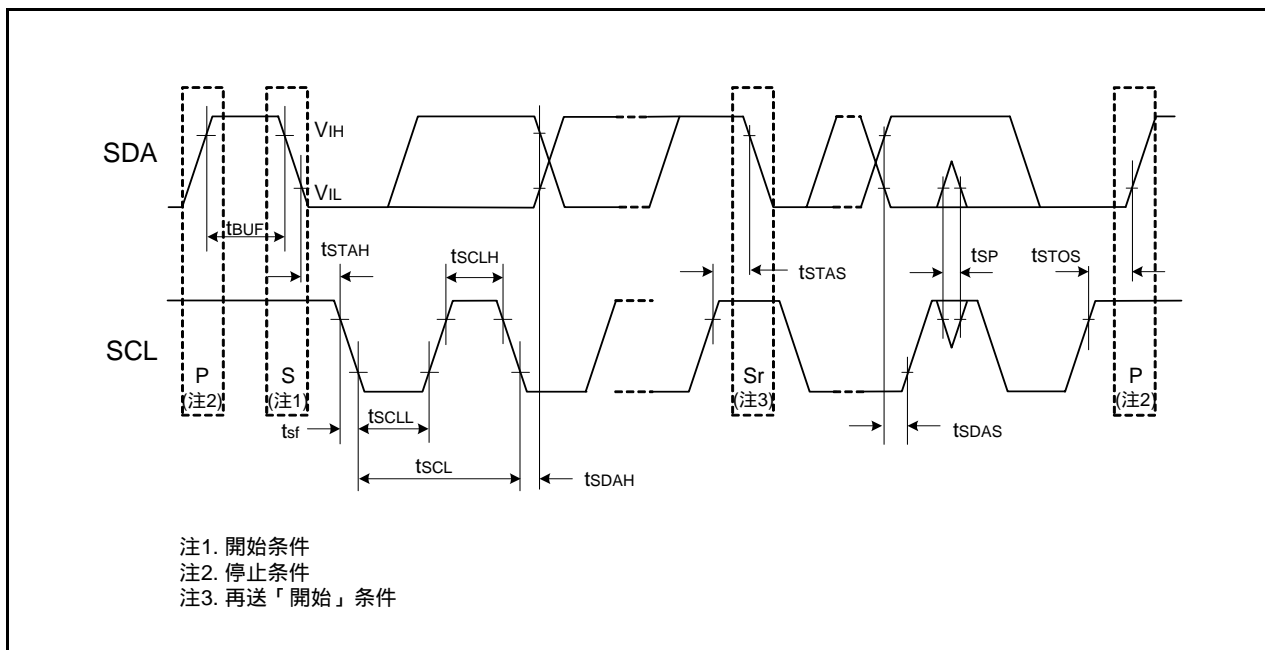 SDA
VIH
VIL
tBUF
tSTAH
tSCLH
tSTAS
tSP
tSTOS
SCL
P
(注2)
S
(注1)
Sr
(注3)
P
(注2)
tsf
tSCLL
tSCL
tSDAH
tSDAS
注1. 開始条件
注2. 停止条件
注3. 再送「開始」条件